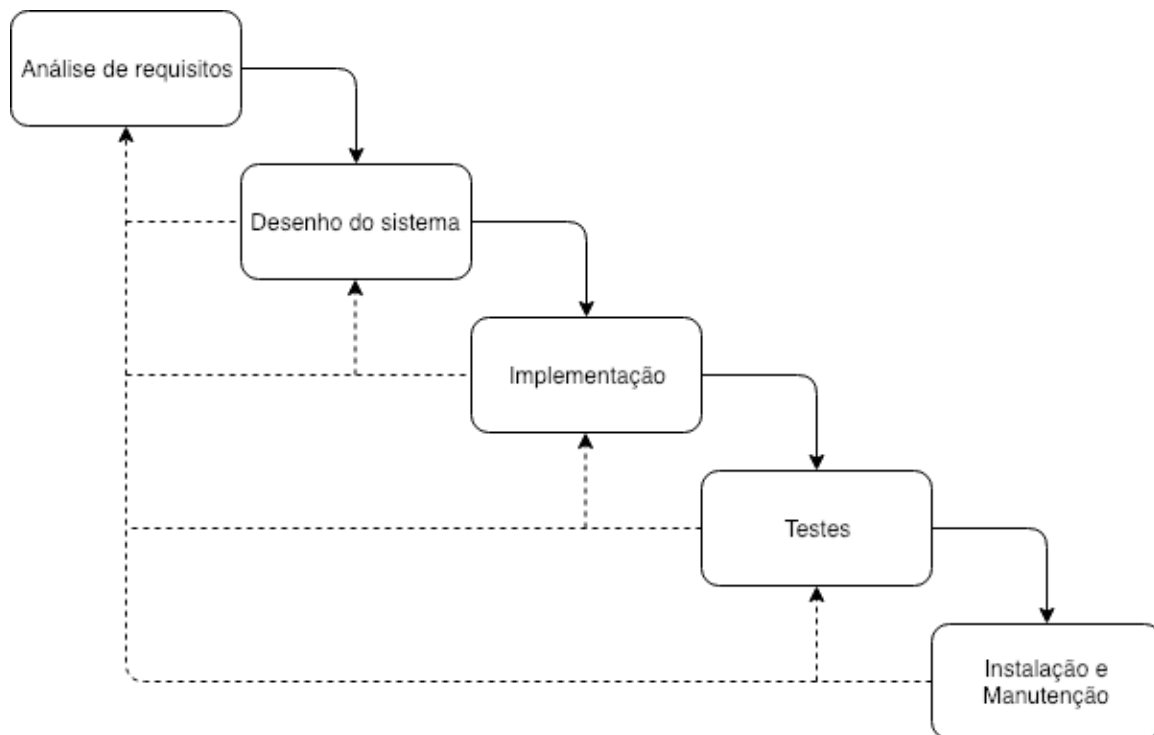 Análise de requisitos
Desenho do sistema
Implementação
Testes
Instalação e
Manutenção